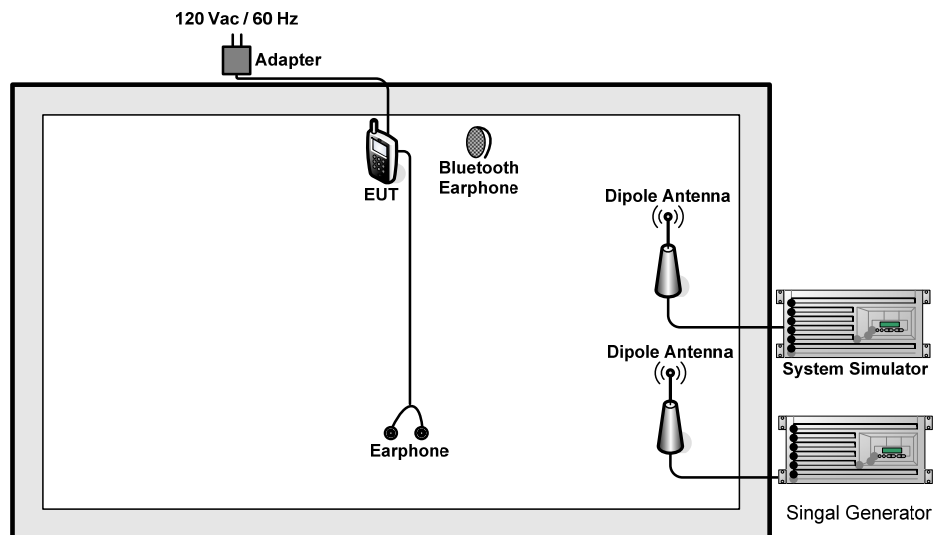 120 Vac / 60 Hz
Adapter
EUT
Bluetooth
Earphone
Dipole Antenna
System Simulator
Dipole Antenna
Earphone
Singal Generator